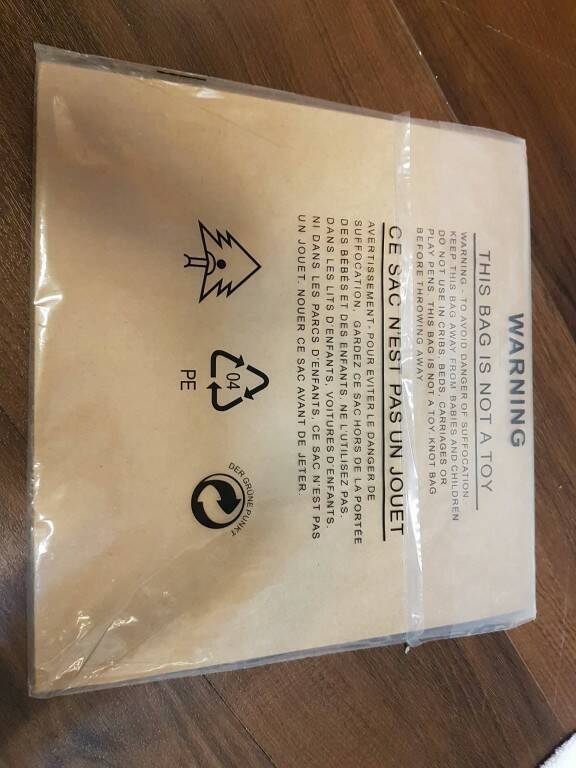 WARNING
THIS BAG IS NOT A TOY
WARNING - TO AVOID DANGER OF SUFFOCATION
KEEP THIS BAG AWAY FROM BABIES AND CHILDREN
DO NOT USE IN CRIBS, BEDS, CARRIAGES OR
PLAY PENS. THIS BAG IS NOT A TOY. KNOT BAG
BEFORE THROWING AWAY
CE SAC N'EST PAS UN JOUET
AVERTISSEMENT- POUR EVITER LE DANGER DE
SUFFOCATION, GARDEZ CE SAC HORS DE LA PORTÉE
DES BÉBÉS ET DES ENFANTS. NE L'UTILISEZ PAS.
DANS LES LITS D'ENFANTS, VOITURES D'ENFANTS.
NI DANS LES PARCS D'ENFANTS, CE SAC N'EST PAS
UN JOUET. NOUER CE SAC AVANT DE JETER.
04
PE
DER GRÜNE PUNKT